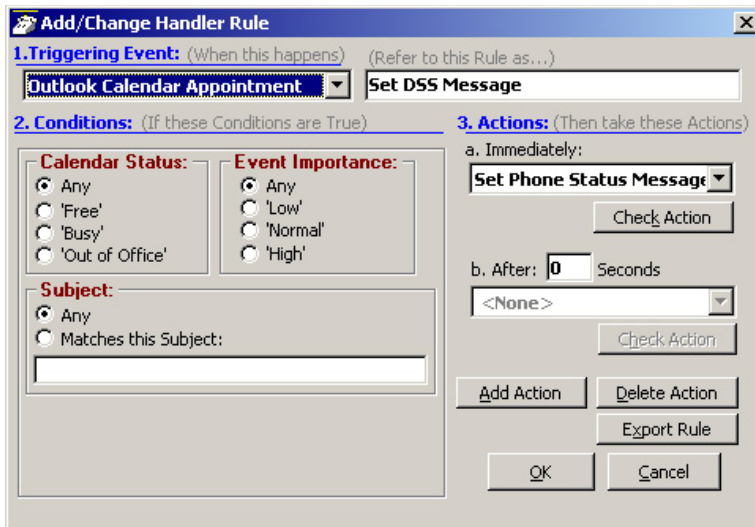 Add/Change Handler Rule
1.Triggering Event: (When this happens)
(Refer to this Rule as...)
Outlook Calendar Appointment
Set DSS Message
2. Conditions: (If these Conditions are True)
3. Actions: (Then take these Actions)
Calendar Status:
Any
'Free'
'Busy'
'Out of Office'
Event Importance:
Any
'Low'
'Normal'
'High'
Subject:
Any
Matches this Subject:
a. Immediately:
Set Phone Status Message
Check Action
b. After: 0 Seconds
<None>
Check Action
Add Action
Delete Action
Export Rule
OK
Cancel